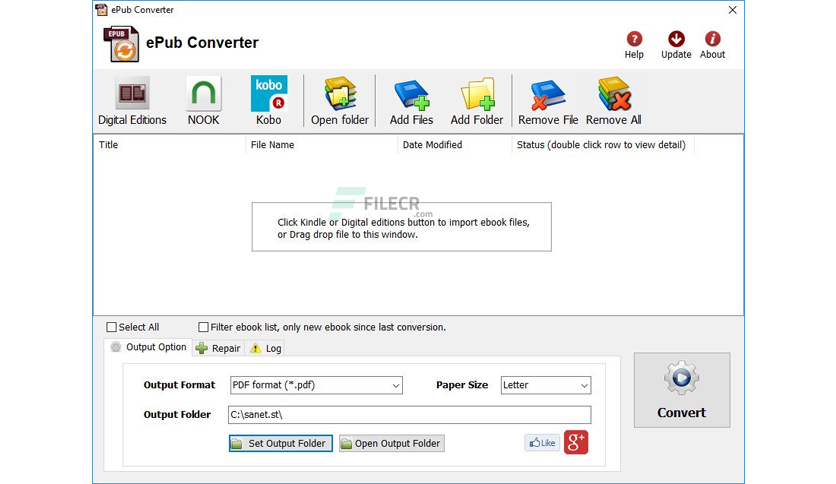 ePub Converter
EPUB
ePub Converter
Help Update About
kobo
R
Digital Editions NOOK Kobo Open folder Add Files Add Folder Remove File Remove All
Title File Name Date Modified Status (double click row to view detail)
FILECR
.com
Click Kindle or Digital editions button to import ebook files,
or Drag drop file to this window.
Select All Filter ebook list, only new ebook since last conversion.
Output Option Repair Log
Output Format PDF format (*.pdf) Paper Size Letter
Output Folder C:\sanet.st\
Set Output Folder Open Output Folder Like g+
Convert